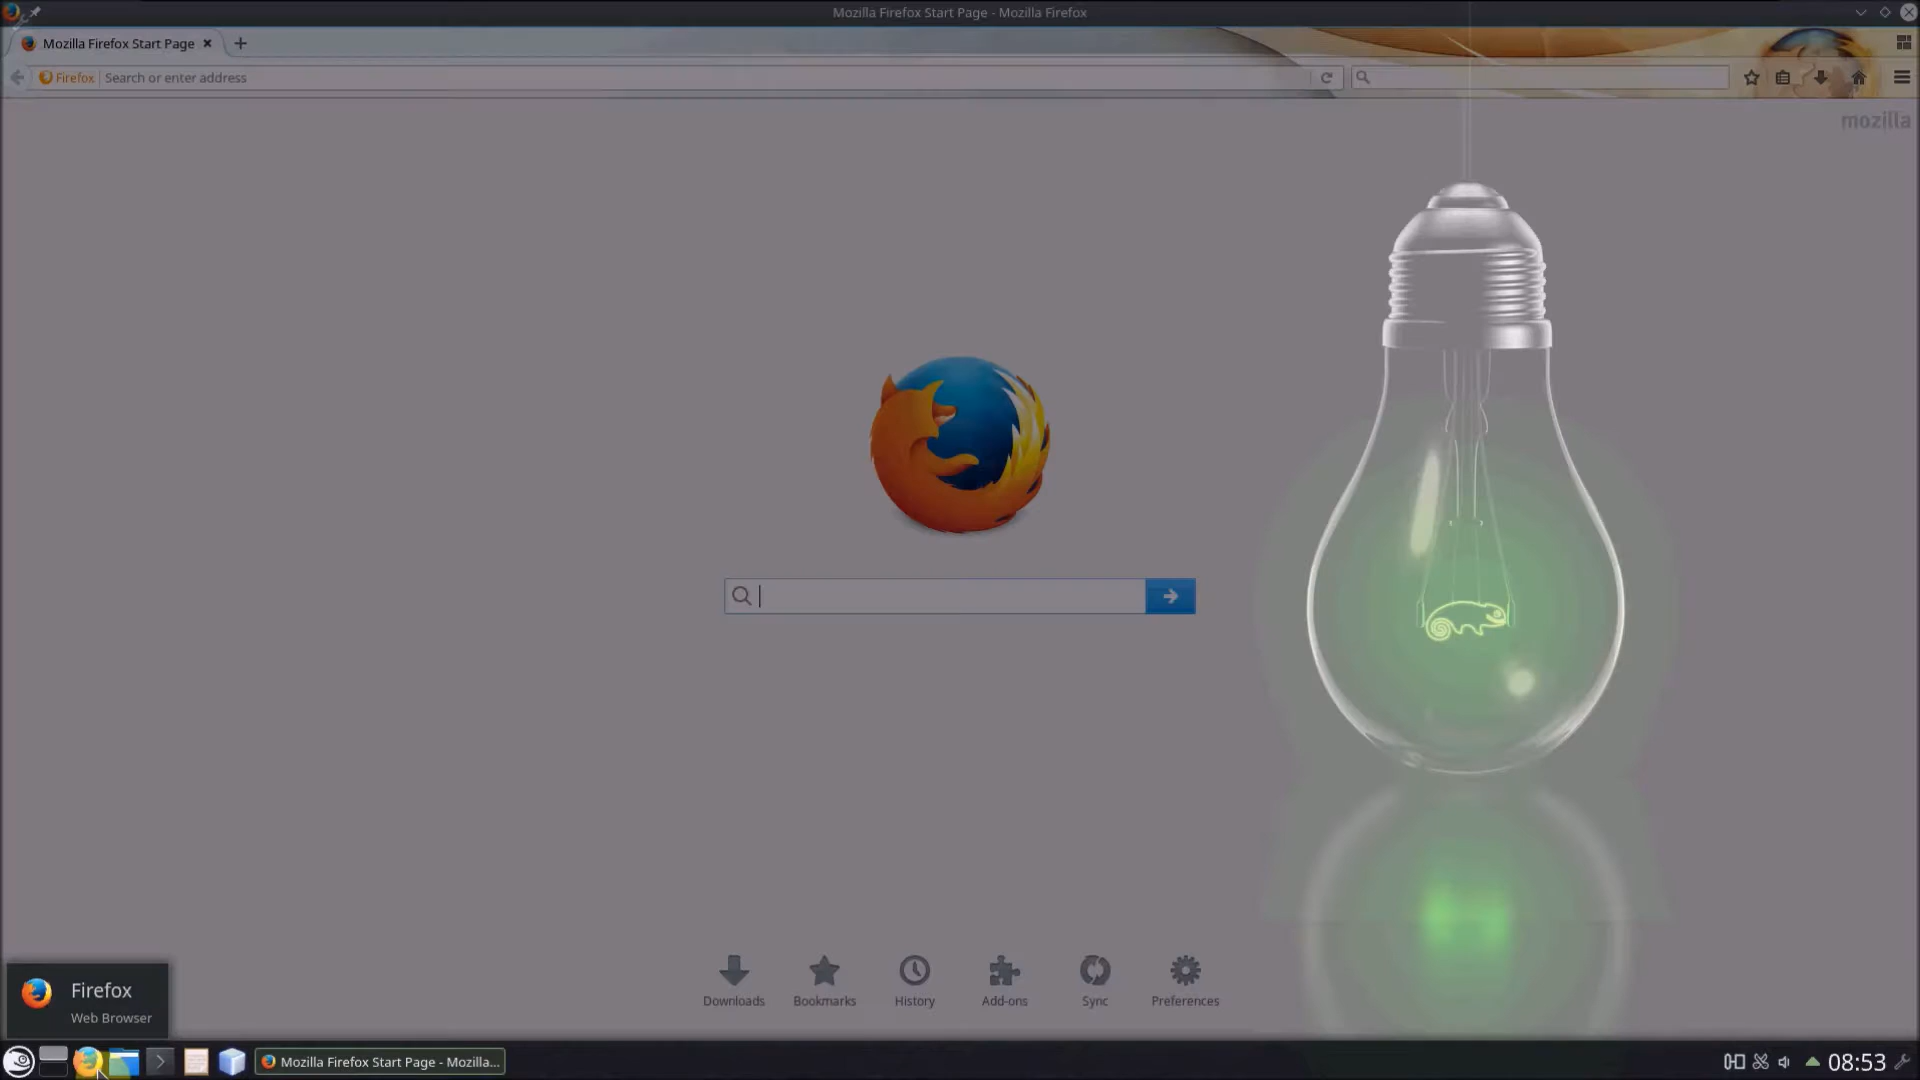 Mozilla Firefox Start Page - Mozilla Firefox
Mozilla Firefox Start Page
Firefox
Search or enter address
mozilla
Downloads
Bookmarks
History
Add-ons
Sync
Preferences
Firefox
Web Browser
Mozilla Firefox Start Page - Mozilla...
08:53